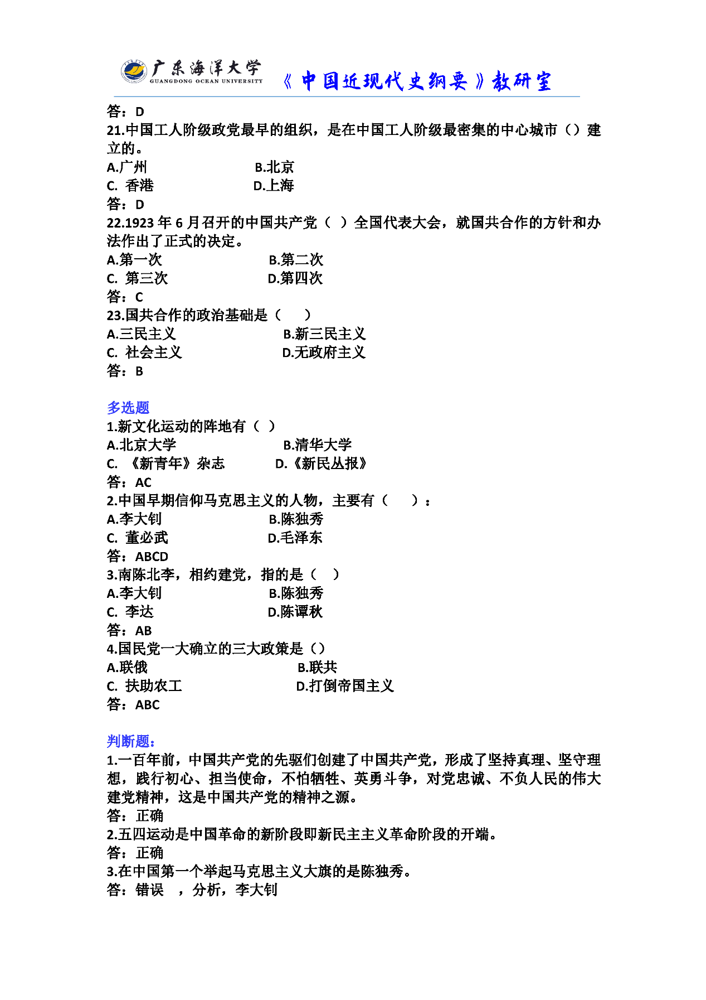 广东海洋大学
GUANGDONG OCEAN UNIVERSITY
《中国近现代史纲要》教研室
答：D
21.中国工人阶级政党最早的组织，是在中国工人阶级最密集的中心城市（）建
立的。
A.广州 B.北京
C. 香港 D.上海
答：D
22.1923 年 6 月召开的中国共产党（ ）全国代表大会，就国共合作的方针和办
法作出了正式的决定。
A.第一次 B.第二次
C. 第三次 D.第四次
答：C
23.国共合作的政治基础是（ ）
A.三民主义 B.新三民主义
C. 社会主义 D.无政府主义
答：B
多选题
1.新文化运动的阵地有（ ）
A.北京大学 B.清华大学
C. 《新青年》杂志 D.《新民丛报》
答：AC
2.中国早期信仰马克思主义的人物，主要有（ ）：
A.李大钊 B.陈独秀
C. 董必武 D.毛泽东
答：ABCD
3.南陈北李，相约建党，指的是（ ）
A.李大钊 B.陈独秀
C. 李达 D.陈谭秋
答：AB
4.国民党一大确立的三大政策是（）
A.联俄 B.联共
C. 扶助农工 D.打倒帝国主义
答：ABC
判断题：
1.一百年前，中国共产党的先驱们创建了中国共产党，形成了坚持真理、坚守理
想，践行初心、担当使命，不怕牺牲、英勇斗争，对党忠诚、不负人民的伟大
建党精神，这是中国共产党的精神之源。
答：正确
2.五四运动是中国革命的新阶段即新民主主义革命阶段的开端。
答：正确
3.在中国第一个举起马克思主义大旗的是陈独秀。
答：错误 ，分析，李大钊